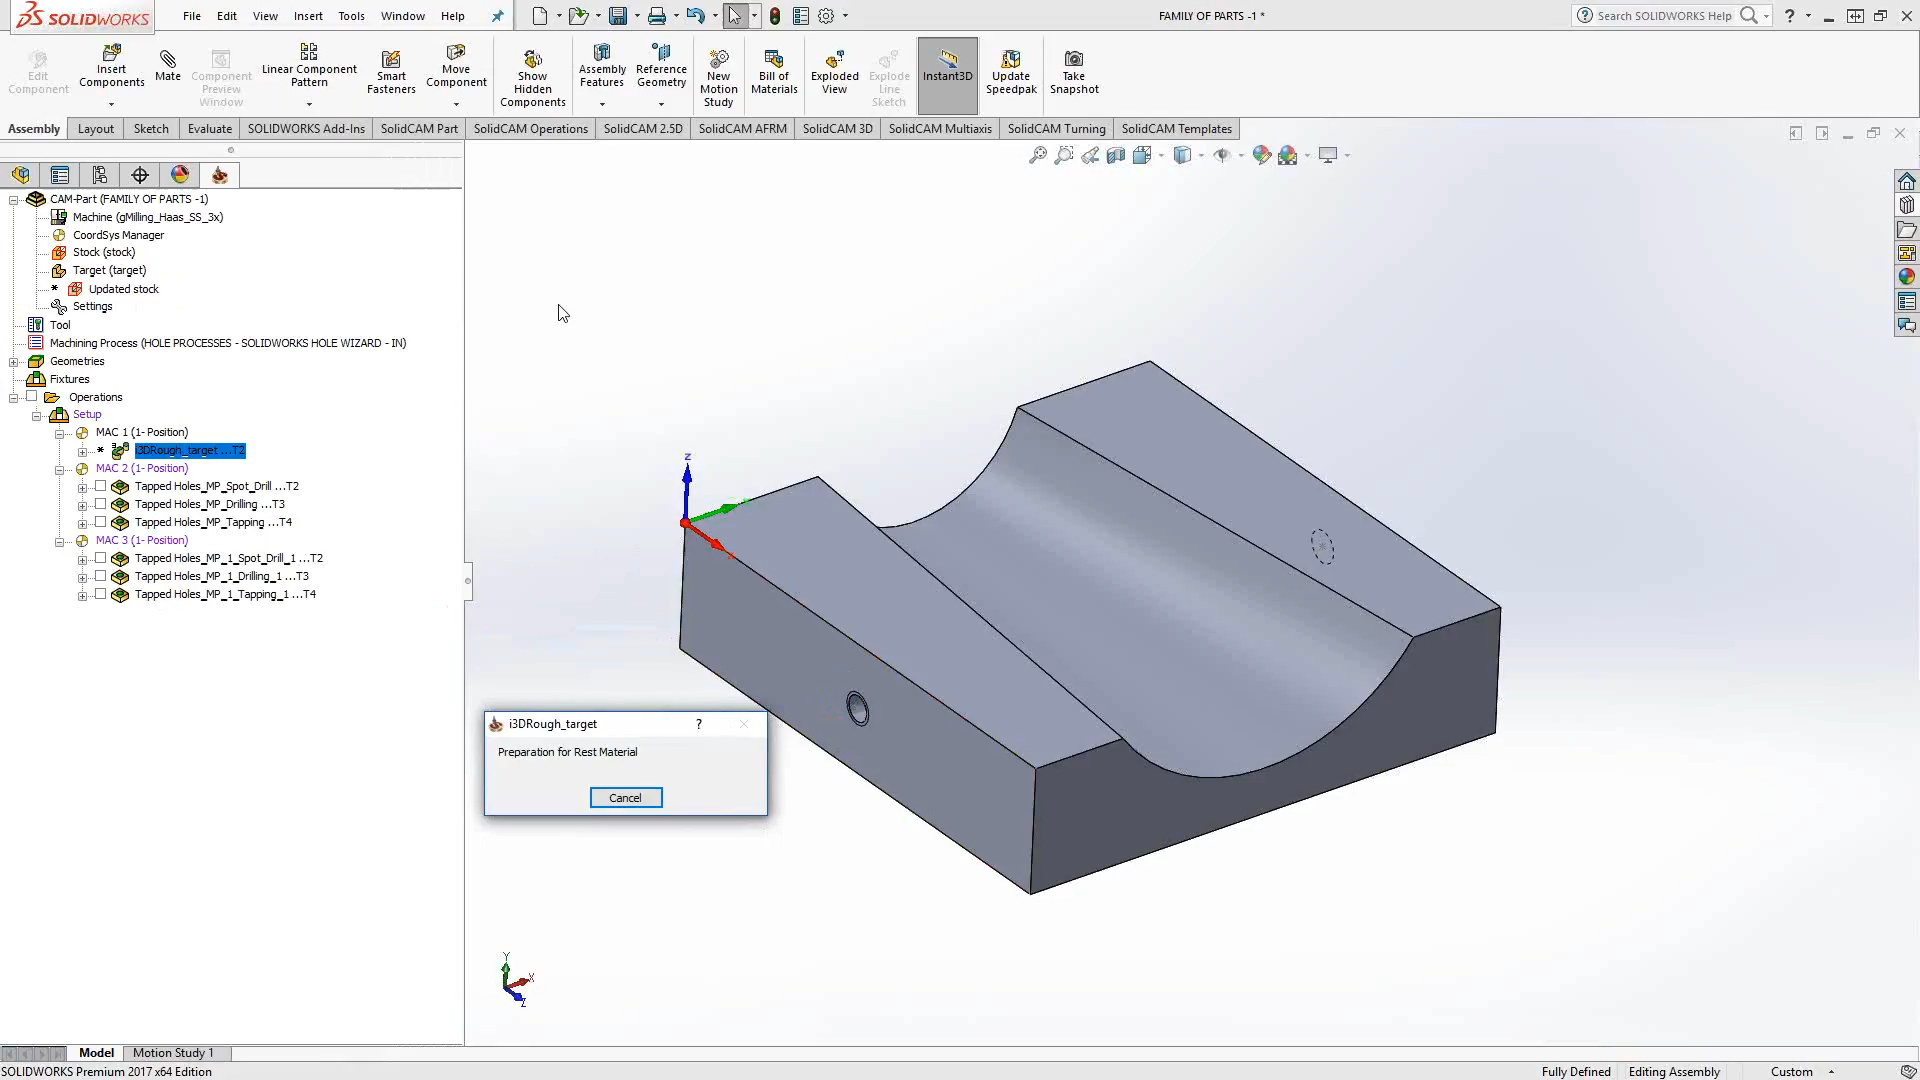 SOLIDWORKS
File Edit View Insert Tools Window Help
FAMILY OF PARTS -1 *
Search SOLIDWORKS Help
Edit Component
Insert Components
Mate
Component Preview Window
Linear Component Pattern
Smart Fasteners
Move Component
Show Hidden Components
Assembly Features
Reference Geometry
New Motion Study
Bill of Materials
Exploded View
Explode Line Sketch
Instant3D
Update Speedpak
Take Snapshot
Assembly Layout Sketch Evaluate SOLIDWORKS Add-Ins SolidCAM Part SolidCAM Operations SolidCAM 2.5D SolidCAM AFRM SolidCAM 3D SolidCAM Multiaxis SolidCAM Turning SolidCAM Templates
CAM-Part (FAMILY OF PARTS -1)
Machine (gMilling_Haas_SS_3x)
CoordSys Manager
Stock (stock)
Target (target)
* Updated stock
Settings
Tool
Machining Process (HOLE PROCESSES - SOLIDWORKS HOLE WIZARD - IN)
Geometries
Fixtures
Operations
Setup
MAC 1 (1- Position)
* i3DRough_target ...T2
MAC 2 (1- Position)
Tapped Holes_MP_Spot_Drill ...T2
Tapped Holes_MP_Drilling ...T3
Tapped Holes_MP_Tapping ...T4
MAC 3 (1- Position)
Tapped Holes_MP_1_Spot_Drill_1 ...T2
Tapped Holes_MP_1_Drilling_1 ...T3
Tapped Holes_MP_1_Tapping_1 ...T4
z
i3DRough_target ?
Preparation for Rest Material
Cancel
Y
X
Z
Model Motion Study 1
SOLIDWORKS Premium 2017 x64 Edition
Fully Defined Editing Assembly Custom